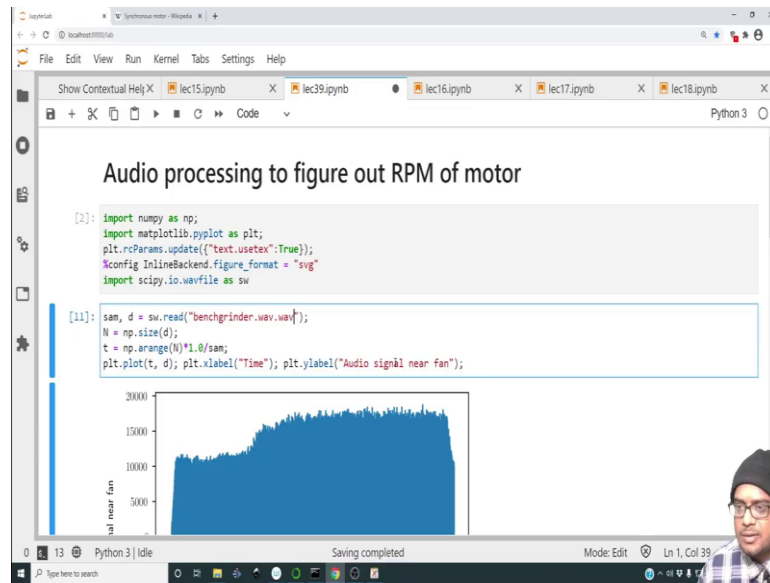 JupyterLab
Synchronous motor - Wikipedia
localhost:8888/lab
File Edit View Run Kernel Tabs Settings Help
Show Contextual Help lec15.ipynb lec39.ipynb lec16.ipynb lec17.ipynb lec18.ipynb
Code Python 3
Audio processing to figure out RPM of motor
[2]: import numpy as np;
import matplotlib.pyplot as plt;
plt.rcParams.update({"text.usetex":True});
%config InlineBackend.figure_format = "svg"
import scipy.io.wavfile as sw
[11]: sam, d = sw.read("benchgrinder.wav.wav");
N = np.size(d);
t = np.arange(N)*1.0/sam;
plt.plot(t, d); plt.xlabel("Time"); plt.ylabel("Audio signal near fan");
20000
15000
10000
5000
nal near fan
0 13 Python 3 | Idle Saving completed Mode: Edit Ln 1, Col 39
Type here to search